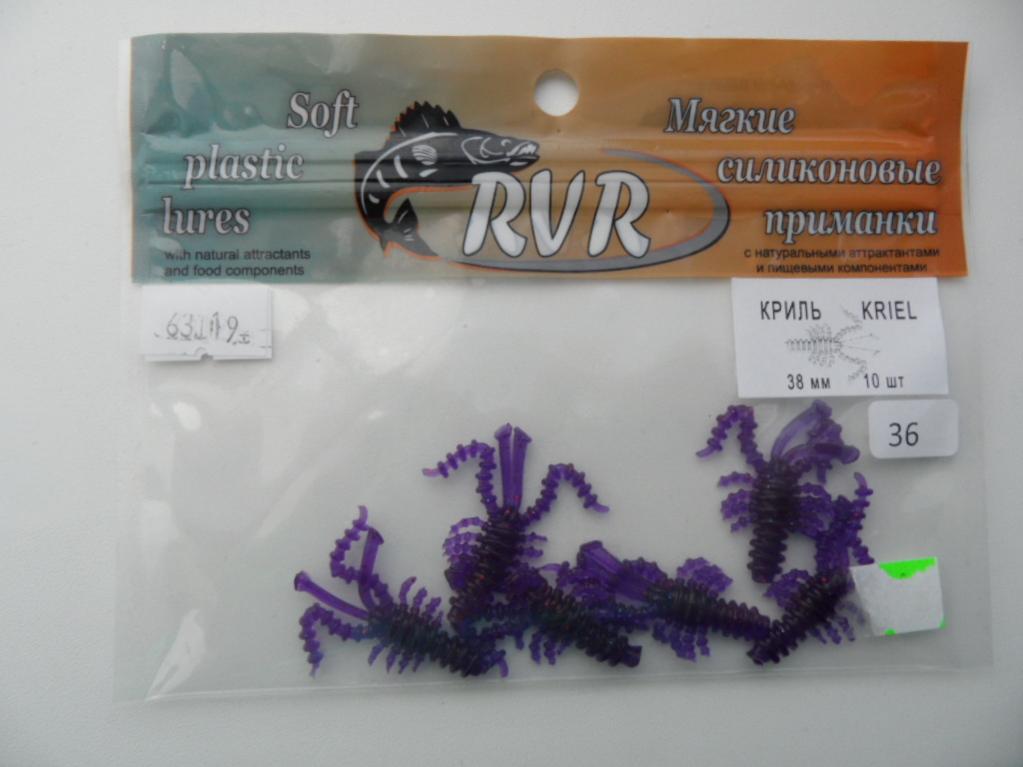 Soft
plastic
lures
with natural attractants
and food components
RVR
Мягкие
силиконовые
приманки
с натуральными аттрактантами
и пищевыми компонентами
КРИЛЬ KRIEL
38 мм 10 шт
36